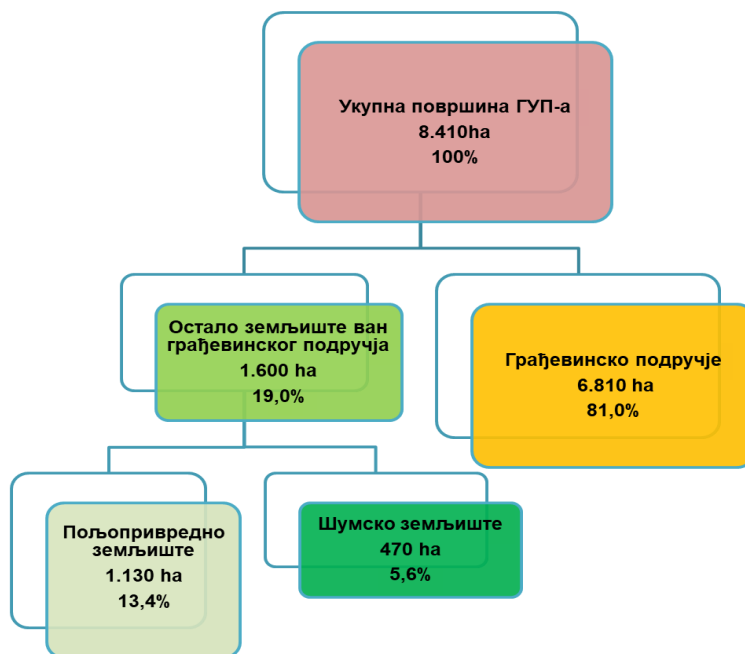 Укупна површина ГУП-а
8.410ha
100%
Остало земљиште ван
грађевинског подручја
1.600 ha
19,0%
Грађевинско подручје
6.810 ha
81,0%
Пољопривредно
земљиште
1.130 ha
13,4%
Шумско земљиште
470 ha
5,6%